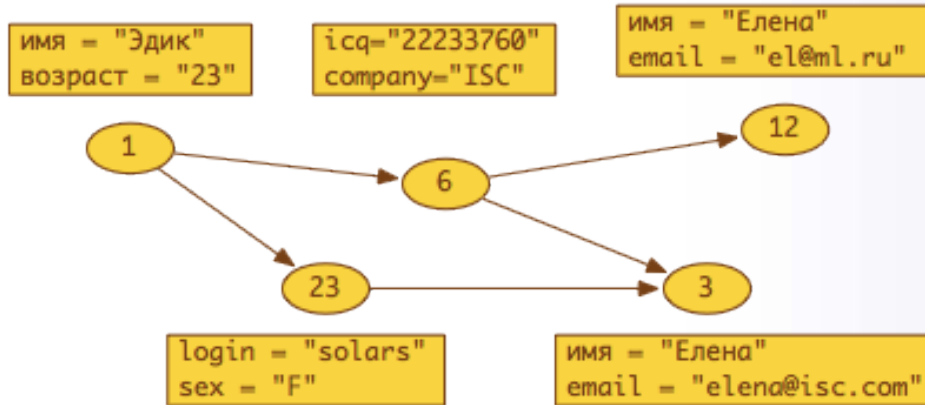 имя = "Эдик"
возраст = "23"
icq="22233760"
company="ISC"
имя = "Елена"
email = "el@ml.ru"
1
6
12
23
3
login = "solars"
sex = "F"
имя = "Елена"
email = "elena@isc.com"